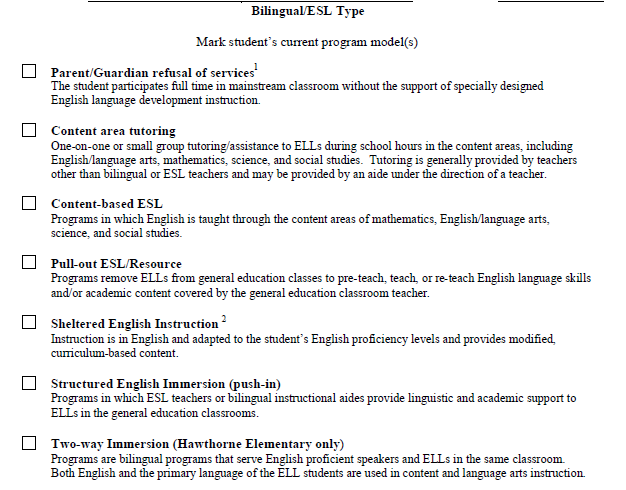 Bilingual/ESL Type
Mark student's current program model(s)
Parent/Guardian refusal of services1
The student participates full time in mainstream classroom without the support of specially designed
English language development instruction.
Content area tutoring
One-on-one or small group tutoring/assistance to ELLs during school hours in the content areas, including
English/language arts, mathematics, science, and social studies.  Tutoring is generally provided by teachers
other than bilingual or ESL teachers and may be provided by an aide under the direction of a teacher.
Content-based ESL
Programs in which English is taught through the content areas of mathematics, English/language arts,
science, and social studies.
Pull-out ESL/Resource
Programs remove ELLs from general education classes to pre-teach, teach, or re-teach English language skills
and/or academic content covered by the general education classroom teacher.
Sheltered English Instruction 2
Instruction is in English and adapted to the student's English proficiency levels and provides modified,
curriculum-based content.
Structured English Immersion (push-in)
Programs in which ESL teachers or bilingual instructional aides provide linguistic and academic support to
ELLs in the general education classrooms.
Two-way Immersion (Hawthorne Elementary only)
Programs are bilingual programs that serve English proficient speakers and ELLs in the same classroom.
Both English and the primary language of the ELL students are used in content and language arts instruction.